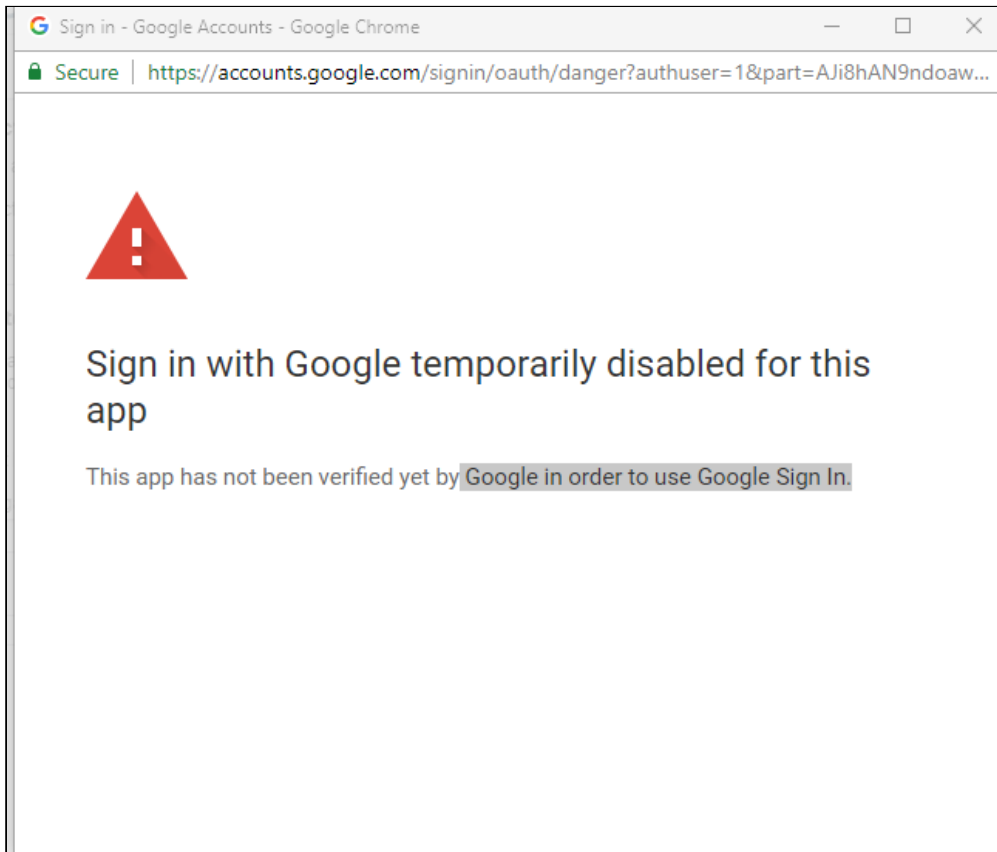 Sign in - Google Accounts - Google Chrome
Secure | https://accounts.google.com/signin/oauth/danger?authuser=1&part=AJi8hAN9ndoaw...
Sign in with Google temporarily disabled for this
app
This app has not been verified yet by Google in order to use Google Sign In.